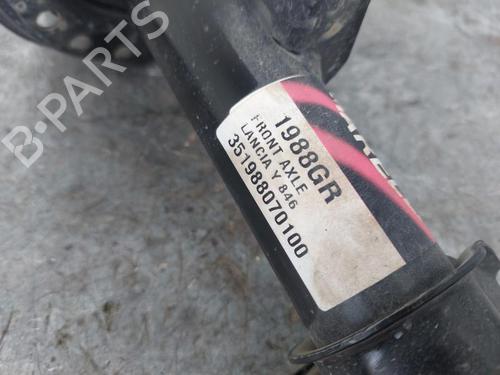 1988GR
FRONT AXLE
LANCIA Y 846
351988070100
B-PARTS